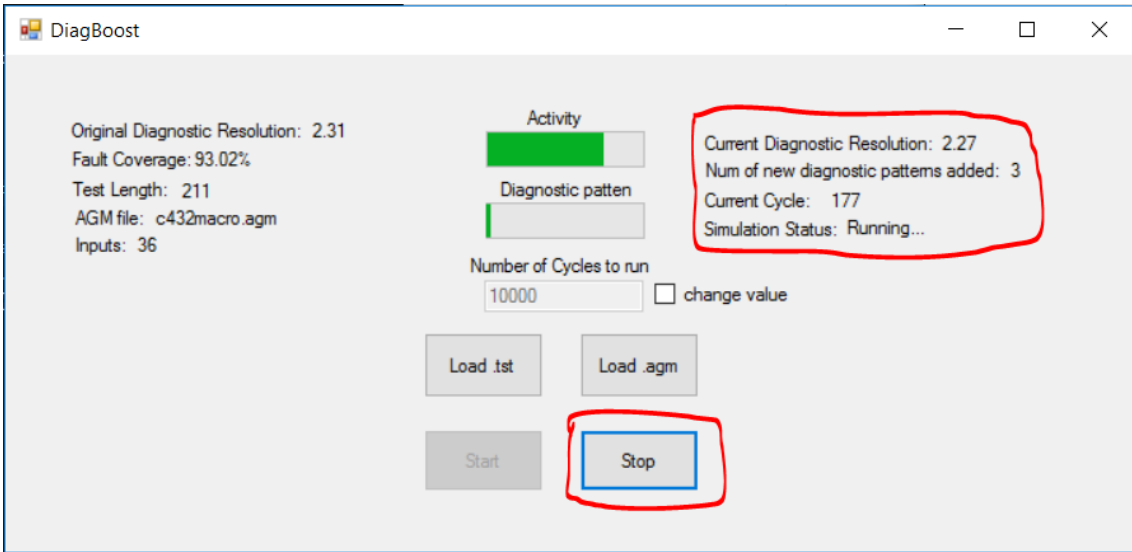 DiagBoost
Original Diagnostic Resolution: 2.31
Fault Coverage: 93.02%
Test Length: 211
AGM file: c432macro.agm
Inputs: 36
Activity
Diagnostic patten
Number of Cycles to run
10000
change value
Load .tst
Load .agm
Start
Stop
Current Diagnostic Resolution: 2.27
Num of new diagnostic patterns added: 3
Current Cycle: 177
Simulation Status: Running...